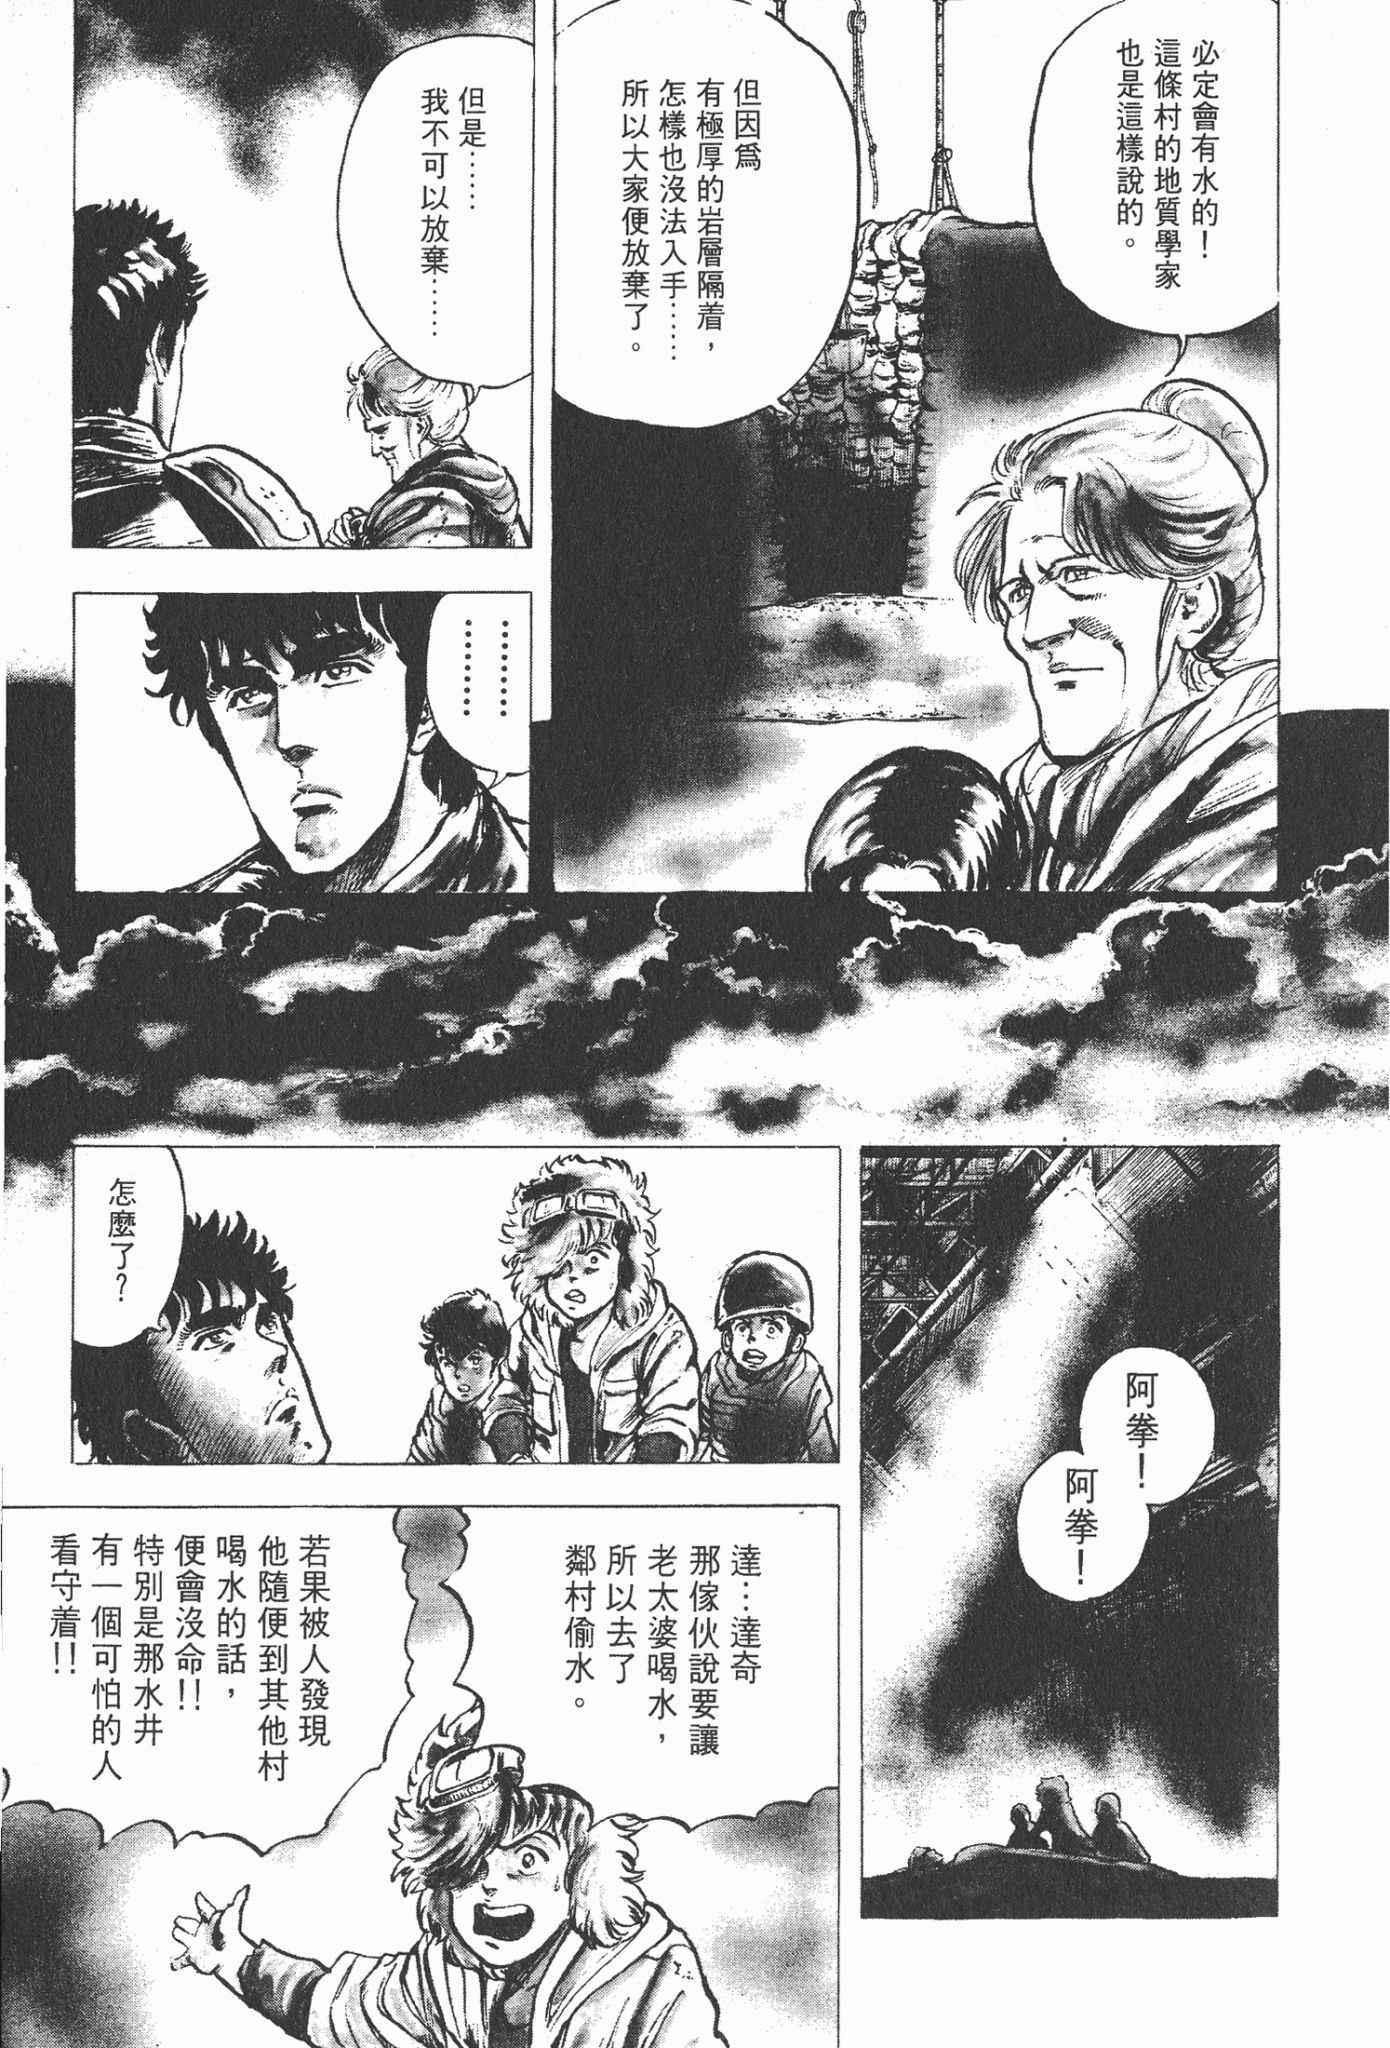 必定會有水的！
這條村的地質學家
也是這樣說的。
但因爲
有極厚的岩層隔着，
怎樣也沒法入手……
所以大家便放棄了。
但是……
我不可以放棄……
………
………
阿拳！
阿拳！
怎麼了？
達…達奇
那傢伙說要讓
老太婆喝水，
所以去了
鄰村偷水。
若果被人發現
他隨便到其他村
喝水的話，
便會沒命！！
特別是那水井
有一個可怕的人
看守着！！